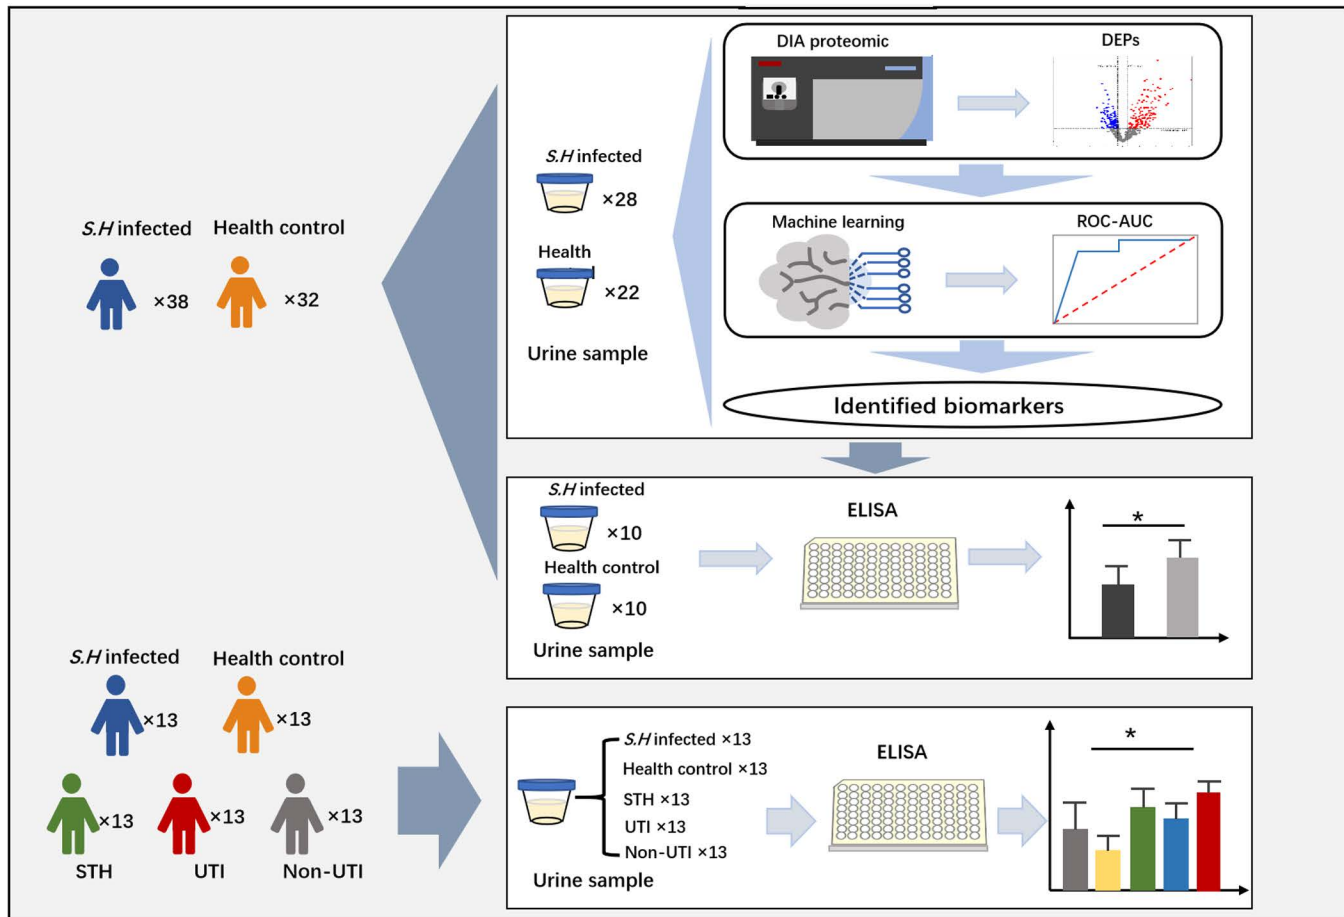 S.H infected
Health control
×38
×32
S.H infected
×28
Health
×22
Urine sample
DIA proteomic
DEPs
Machine learning
ROC-AUC
Identified biomarkers
S.H infected
×10
Health control
×10
Urine sample
ELISA
*
S.H infected
Health control
×13
×13
×13
×13
×13
STH
UTI
Non-UTI
S.H infected ×13
Health control ×13
STH ×13
UTI ×13
Non-UTI ×13
Urine sample
ELISA
*